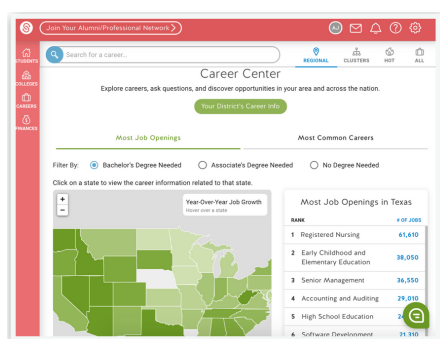 Join Your Alumni/Professional Network >
AJ
Search for a career...
REGIONAL
CLUSTERS
HOT
ALL
STUDENTS
COLLEGES
CAREERS
FINANCES
Career Center
Explore careers, ask questions, and discover opportunities in your area and across the nation.
Your District's Career Info
Most Job Openings
Most Common Careers
Filter By: Bachelor's Degree Needed Associate's Degree Needed No Degree Needed
Click on a state to view the career information related to that state.
+
−
Year-Over-Year Job Growth
Hover over a state
Most Job Openings in Texas
RANK # OF JOBS
1 Registered Nursing 61,610
2 Early Childhood and
Elementary Education 38,050
3 Senior Management 36,550
4 Accounting and Auditing 29,010
5 High School Education
6 Software Development 21,310